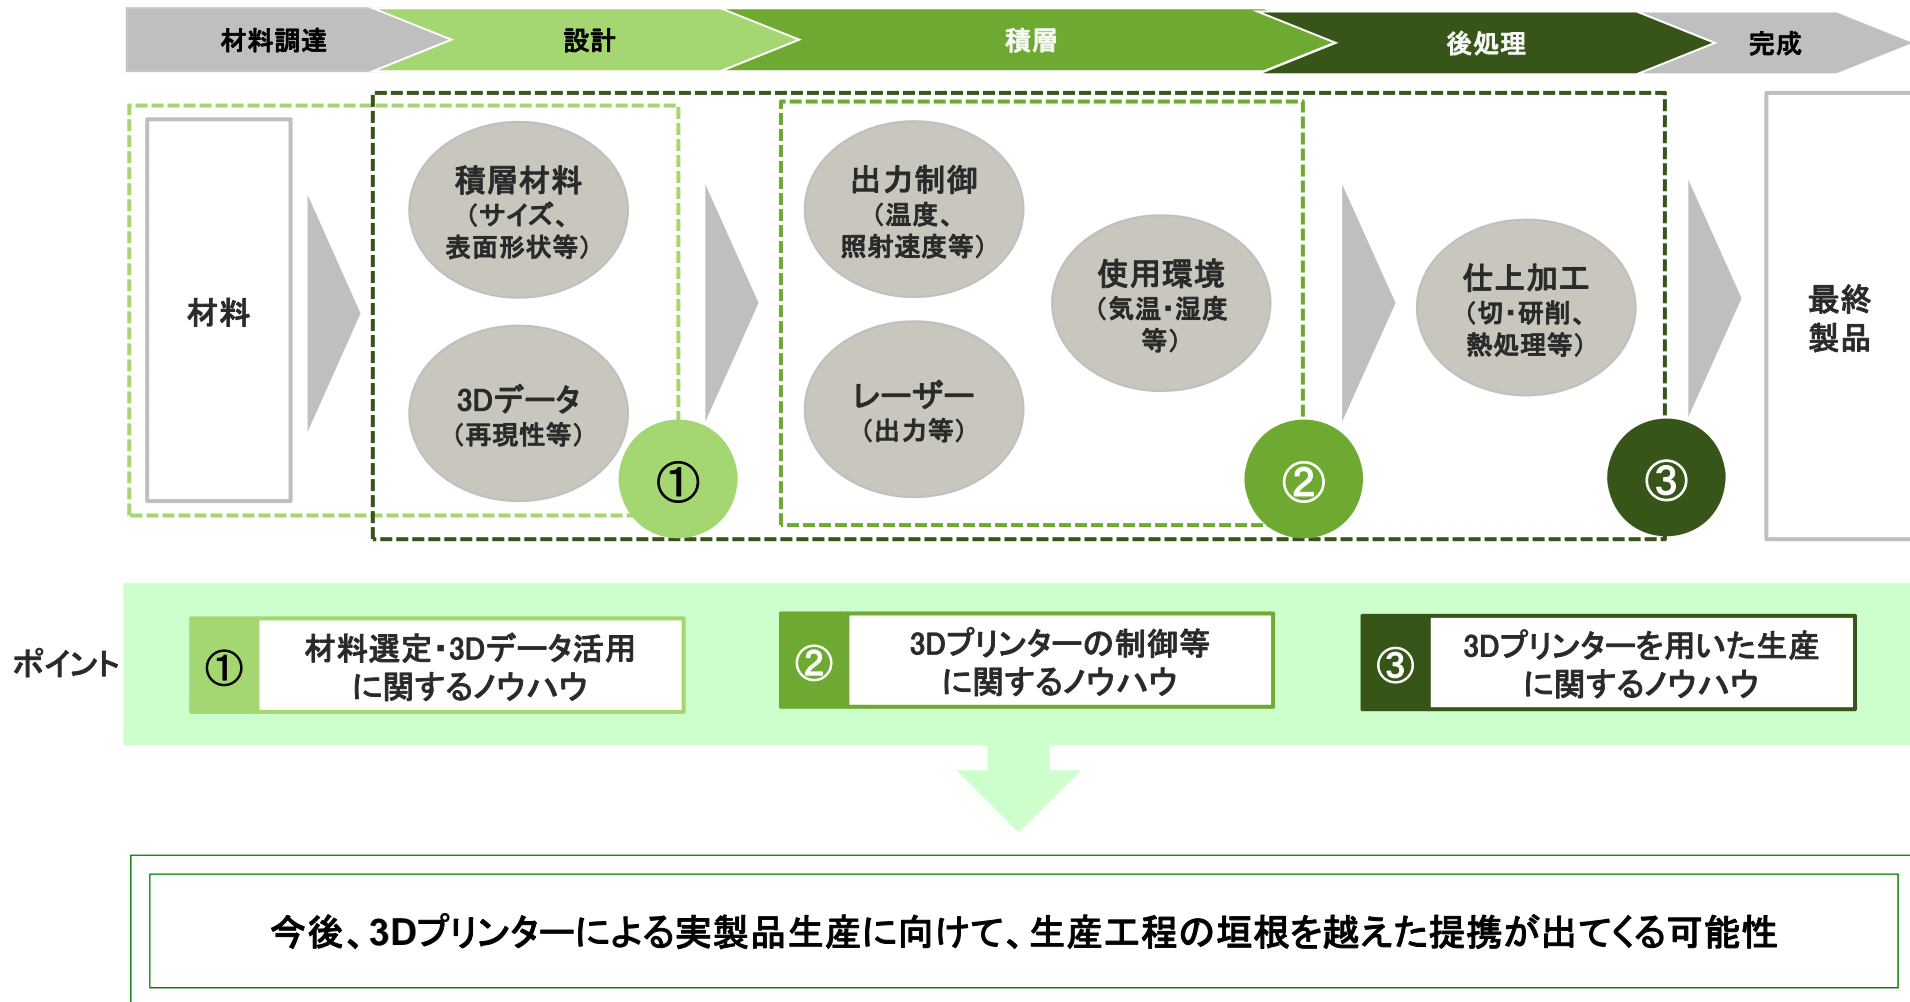 材料調達
設計
積層
後処理
完成
材料
積層材料
（サイズ、
表面形状等）
3Dデータ
（再現性等）
①
出力制御
（温度、
照射速度等）
レーザー
（出力等）
使用環境
（気温・湿度
等）
②
仕上加工
（切・研削、
熱処理等）
③
最終
製品
ポイント
①
材料選定・3Dデータ活用
に関するノウハウ
②
3Dプリンターの制御等
に関するノウハウ
③
3Dプリンターを用いた生産
に関するノウハウ
今後、3Dプリンターによる実製品生産に向けて、生産工程の垣根を越えた提携が出てくる可能性